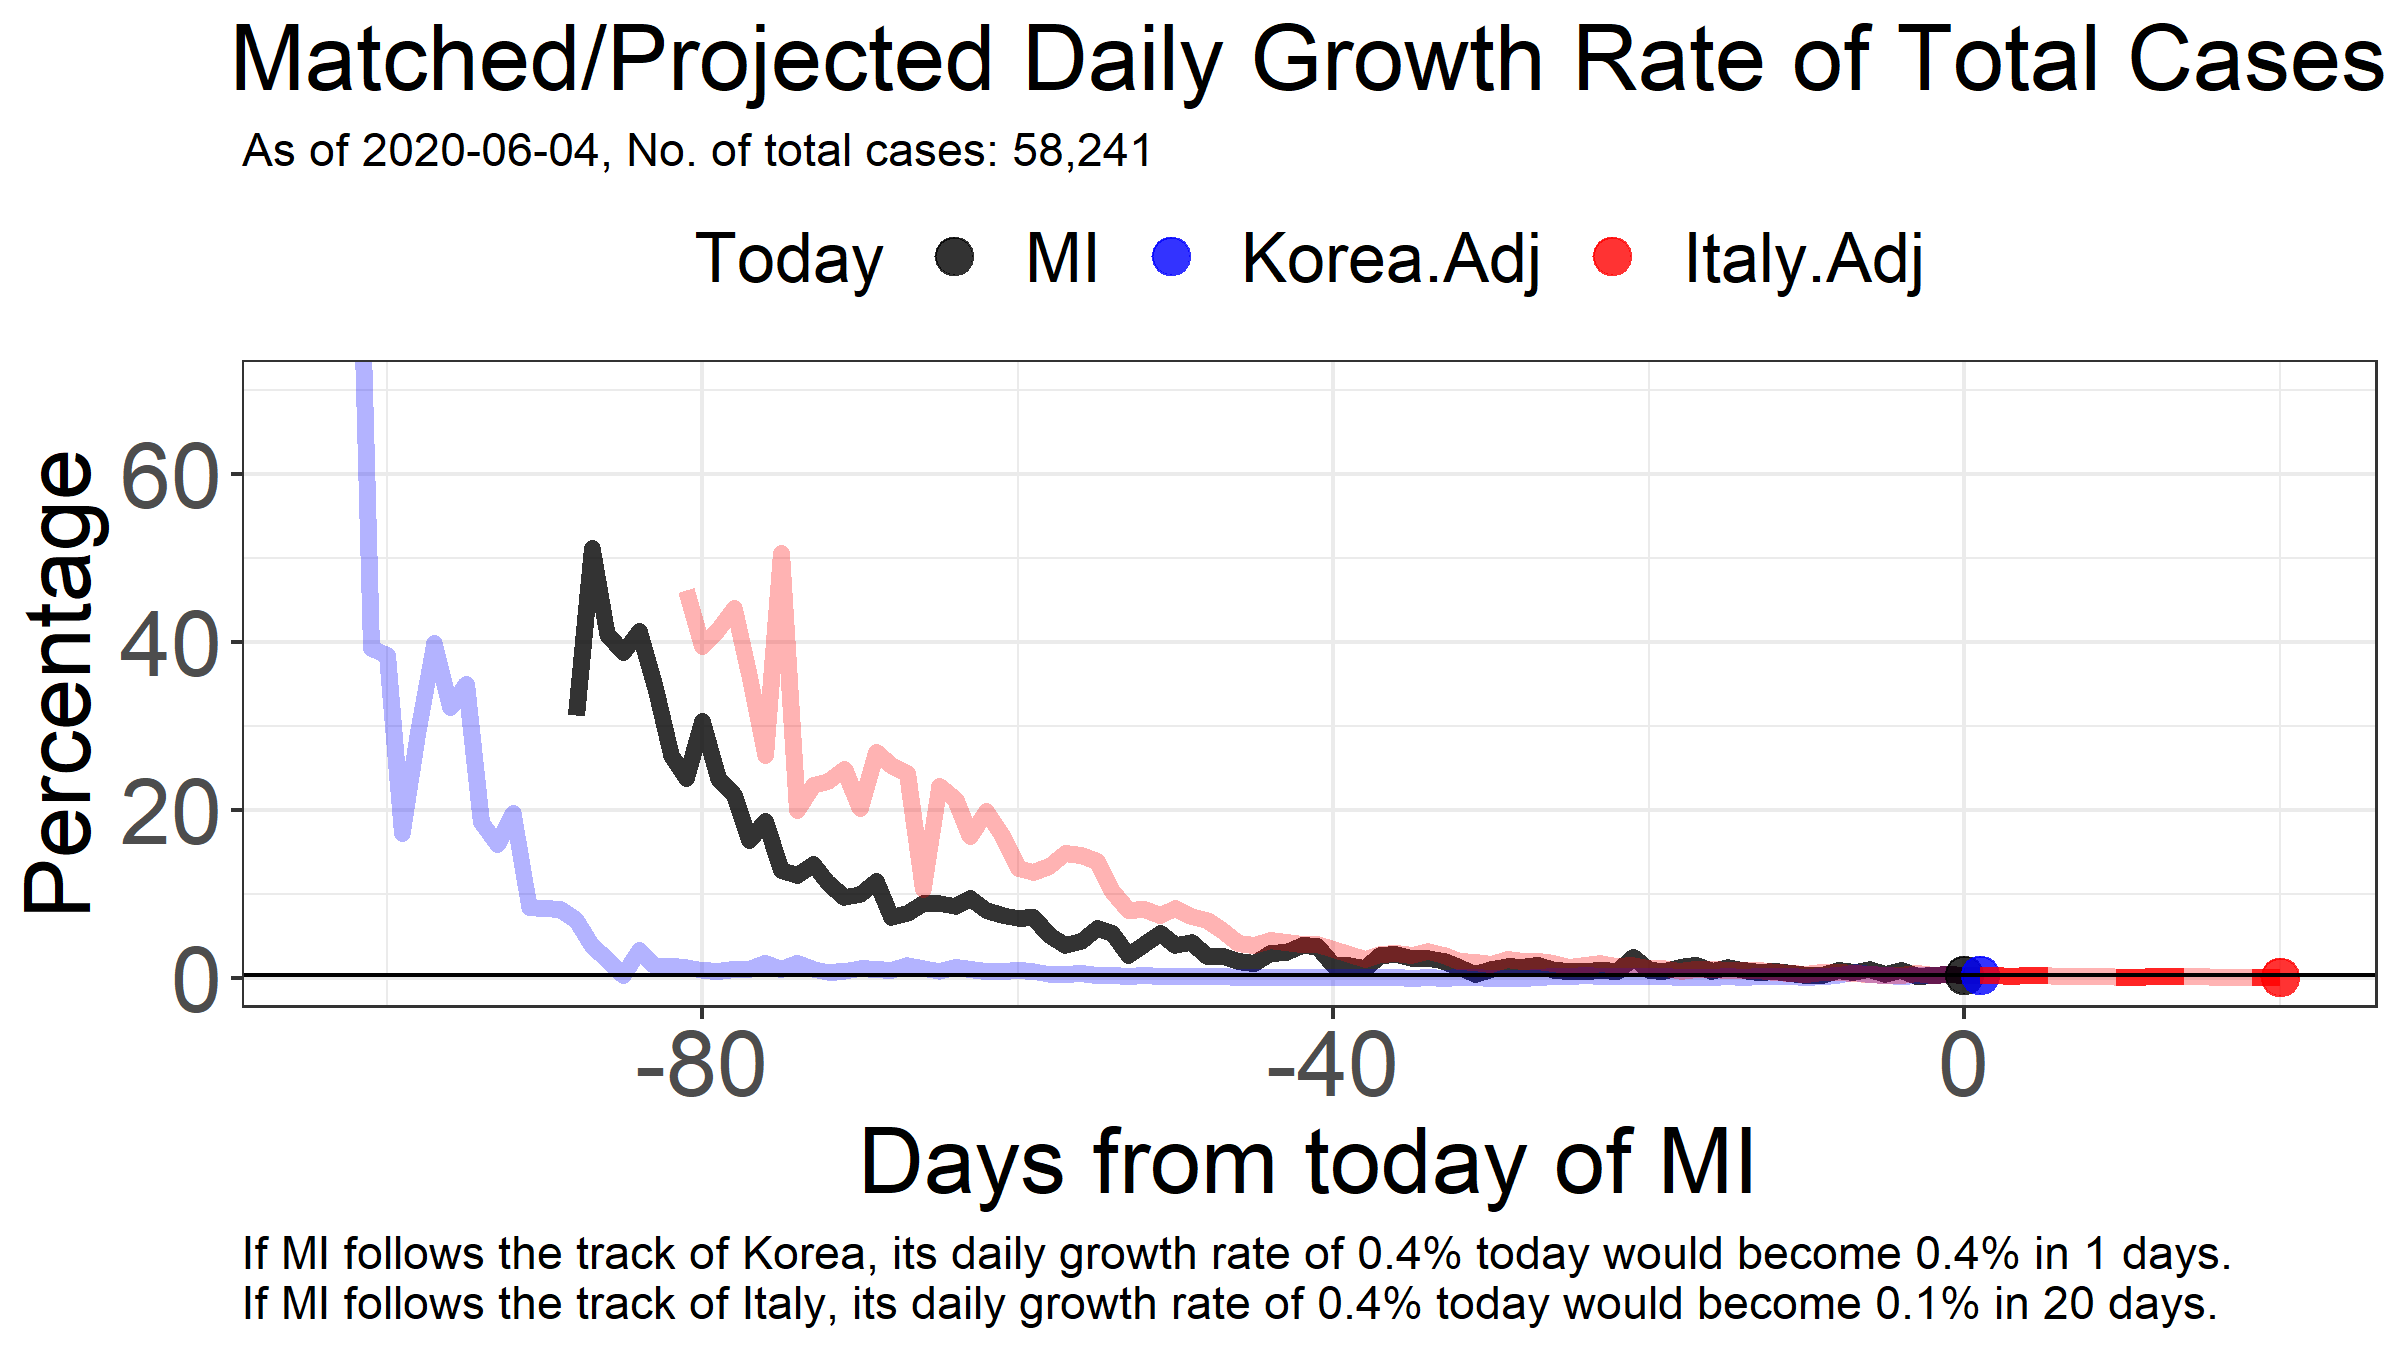 Matched/Projected Daily Growth Rate of Total Cases
As of 2020-06-04, No. of total cases: 58,241
Today MI Korea.Adj Italy.Adj
Percentage
60
40
20
0
-80 -40 0
Days from today of MI
If MI follows the track of Korea, its daily growth rate of 0.4% today would become 0.4% in 1 days.
If MI follows the track of Italy, its daily growth rate of 0.4% today would become 0.1% in 20 days.